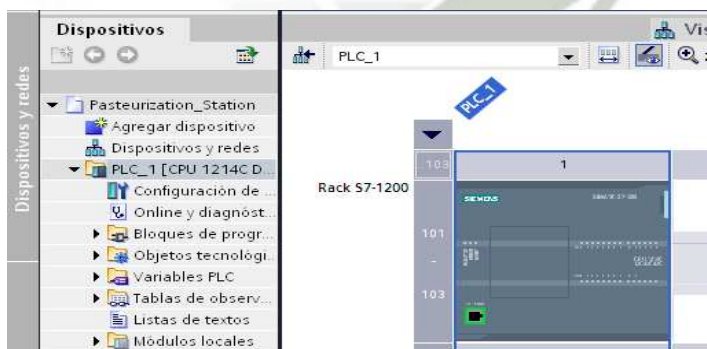 Dispositivos
Vis
PLC_1
Dispositivos y redes
Pasteurization_Station
Agregar dispositivo
Dispositivos y redes
PLC_1 [CPU 1214C D...
Configuración de ...
Online y diagnóst...
Bloques de progr...
Objetos tecnológi...
Variables PLC
Tablas de observ...
Listas de textos
Módulos locales
PLC_1
103
1
Rack S7-1200
SIEMENS
101
-
103